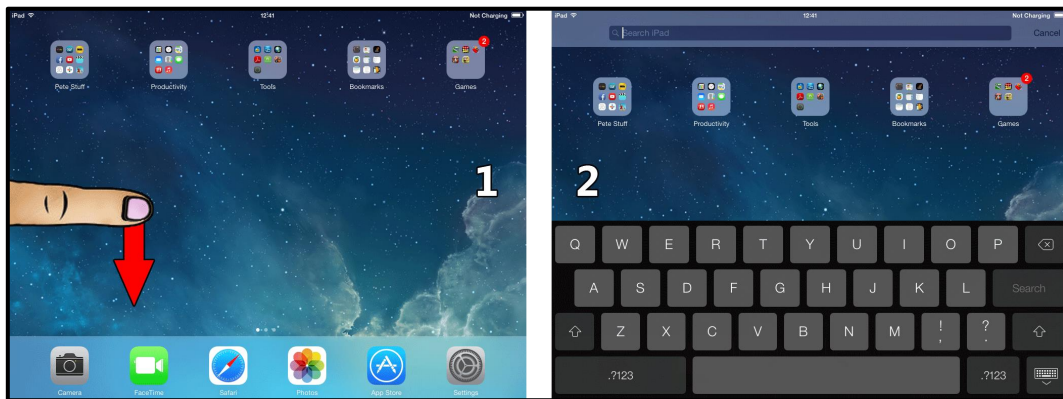 iPad 12:41 Not Charging
2
Pete Stuff Productivity Tools Bookmarks Games
1
Camera FaceTime Safari Photos App Store Settings
iPad 12:41 Not Charging
Search iPad Cancel
2
Pete Stuff Productivity Tools Bookmarks Games
2
Q W E R T Y U I O P
A S D F G H J K L Search
Z X C V B N M ! , ? .
.?123 .?123